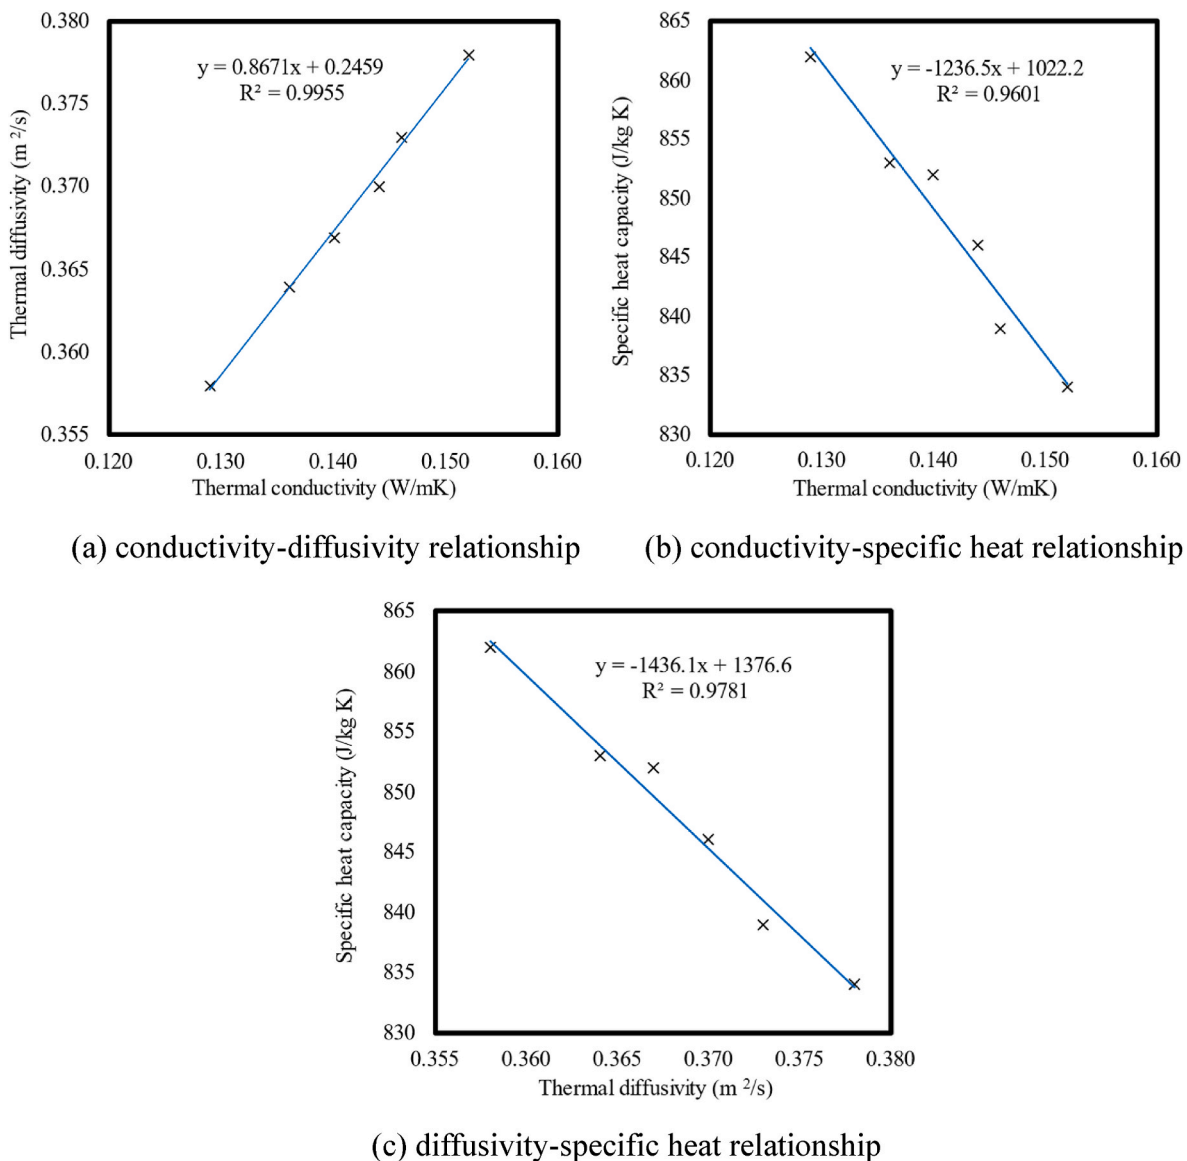 0.380
0.375
0.370
0.365
0.360
0.355
Thermal diffusivity (m ²/s)
y = 0.8671x + 0.2459
R² = 0.9955
0.120 0.130 0.140 0.150 0.160
Thermal conductivity (W/mK)
(a) conductivity-diffusivity relationship
865
860
855
850
845
840
835
830
Specific heat capacity (J/kg K)
y = -1236.5x + 1022.2
R² = 0.9601
0.120 0.130 0.140 0.150 0.160
Thermal conductivity (W/mK)
(b) conductivity-specific heat relationship
865
860
855
850
845
840
835
830
Specific heat capacity (J/kg K)
y = -1436.1x + 1376.6
R² = 0.9781
0.355 0.360 0.365 0.370 0.375 0.380
Thermal diffusivity (m ²/s)
(c) diffusivity-specific heat relationship